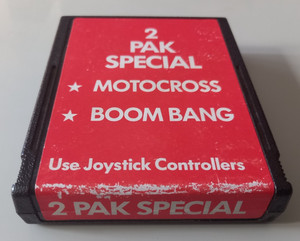 2
PAK
SPECIAL
★ MOTOCROSS
★ BOOM BANG
Use Joystick Controllers
2 PAK SPECIAL